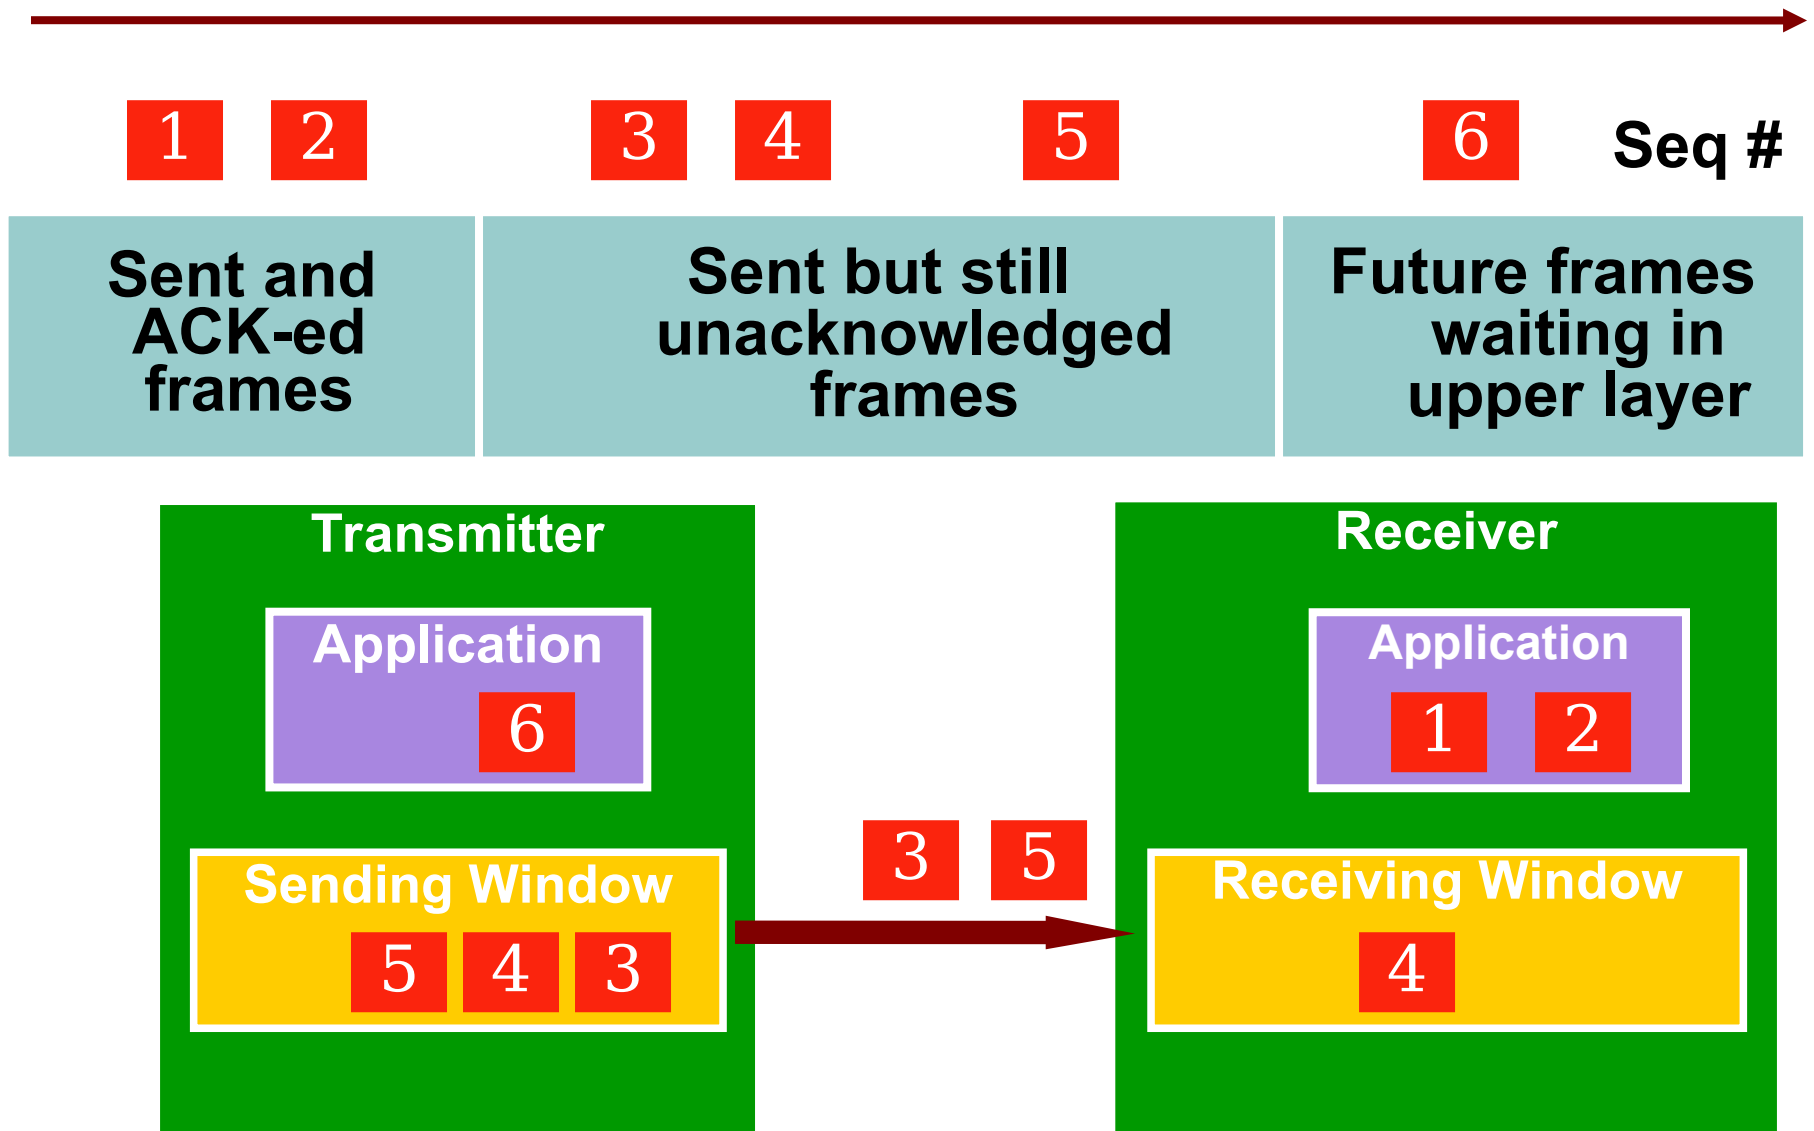 1 2 3 4 5 6 Seq #
Sent and
ACK-ed
frames
Sent but still
unacknowledged
frames
Future frames
waiting in
upper layer
Transmitter
Application
6
Sending Window
5 4 3
3 5
Receiver
Application
1 2
Receiving Window
4